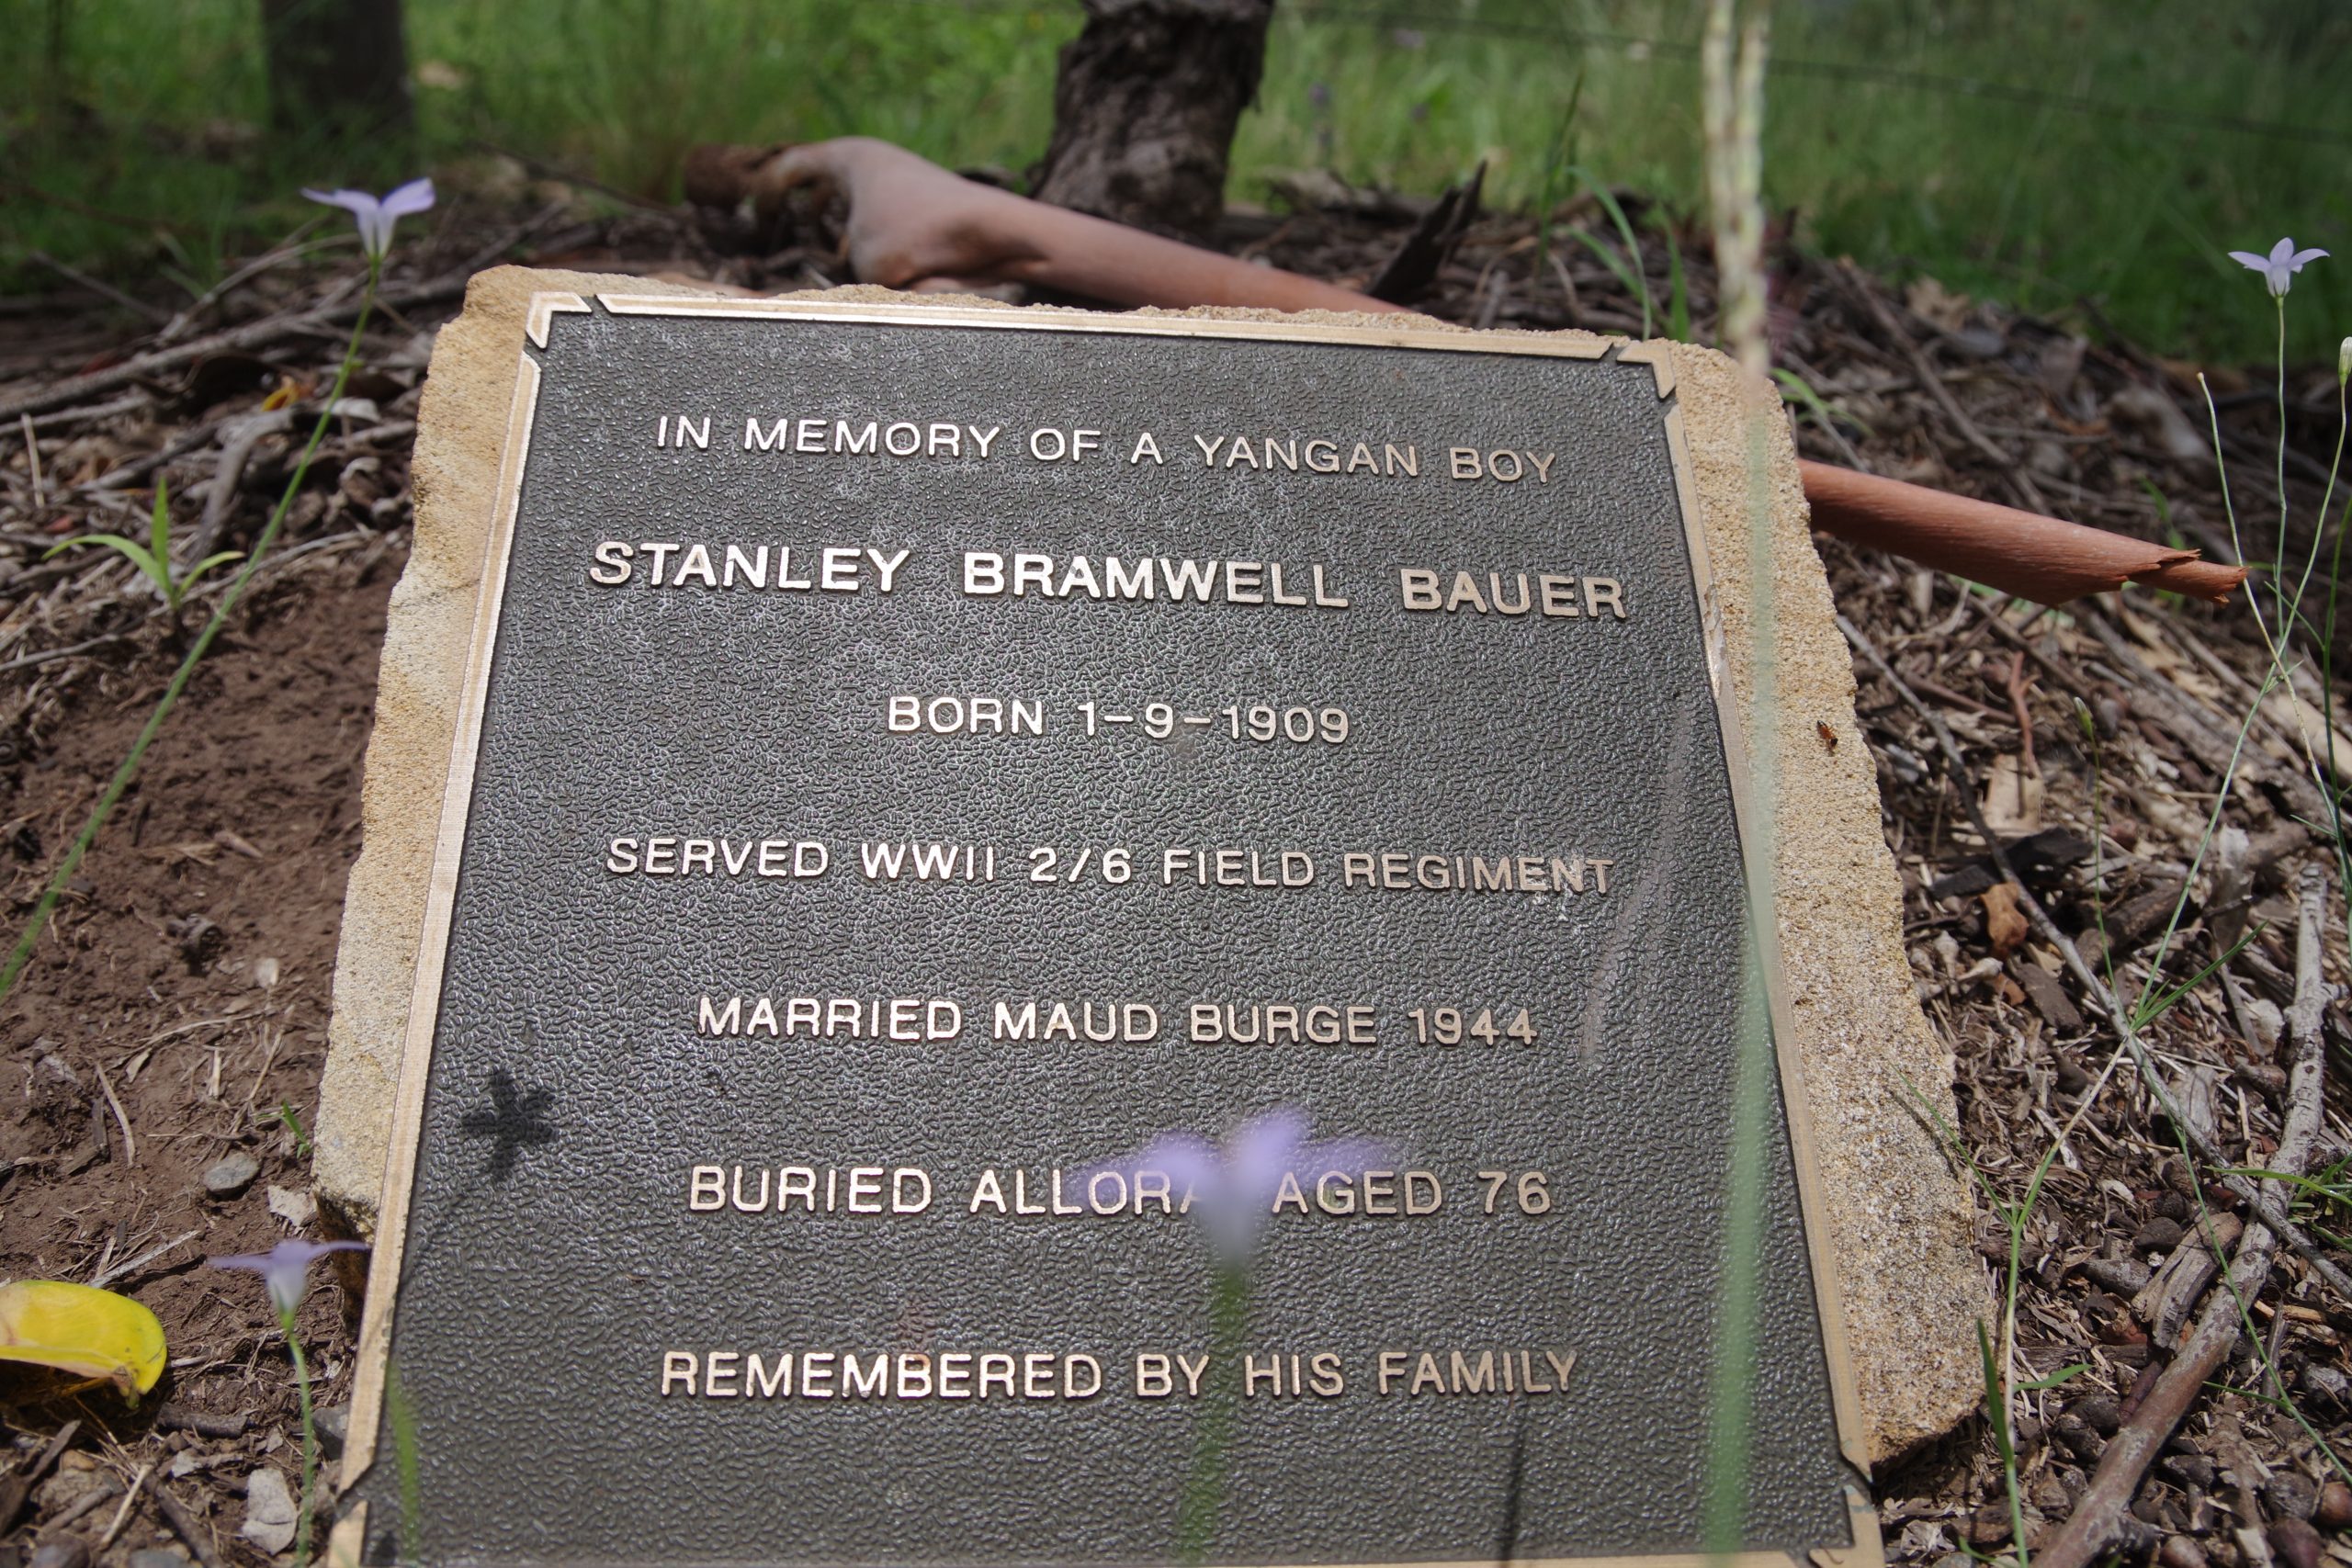 IN MEMORY OF A YANGAN BOY
STANLEY BRAMWELL BAUER
BORN 1-9-1909
SERVED WWII 2/6 FIELD REGIMENT
MARRIED MAUD BURGE 1944
BURIED ALLORA AGED 76
REMEMBERED BY HIS FAMILY